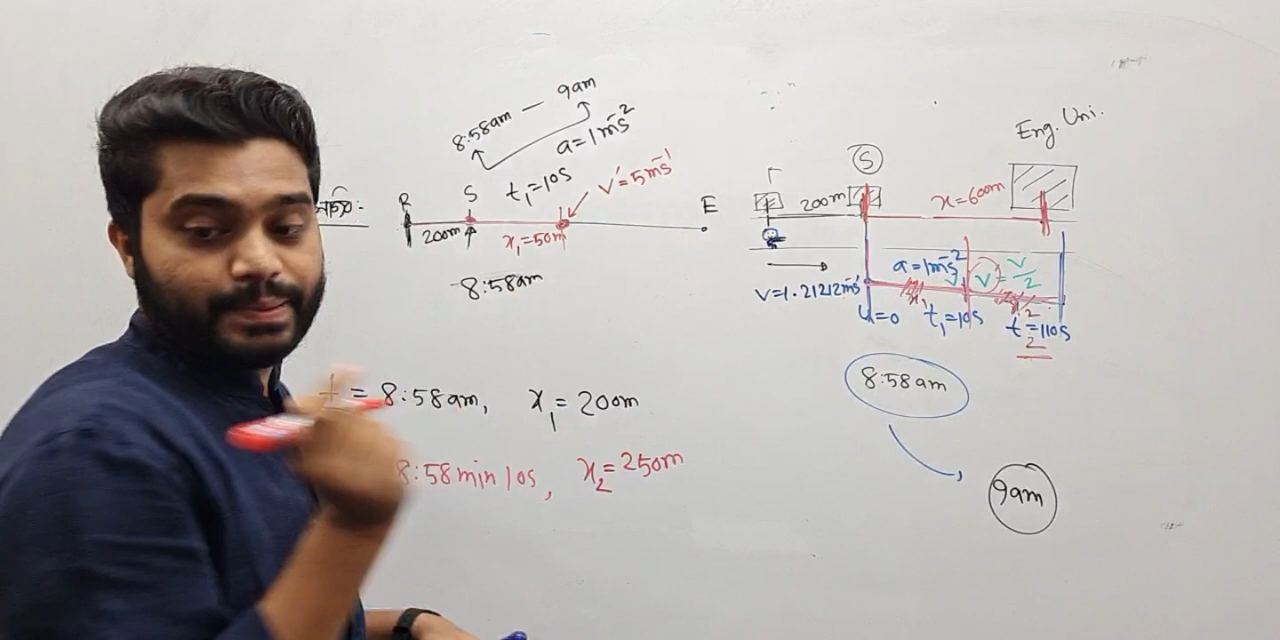 8:58am — 9am
a=1ms⁻²
t₁=10s
v'=5ms⁻¹
R S E
200m x₁=50m
8:58am
t = 8:58am, x₁ = 200m
8:58min 10s, x₂=250m
Eng. Uni.
S
200m x=600m
a=1ms⁻² v = v/2
v=1.21212ms⁻¹
u=0 t₁=10s t₂=110s
8:58am
9am